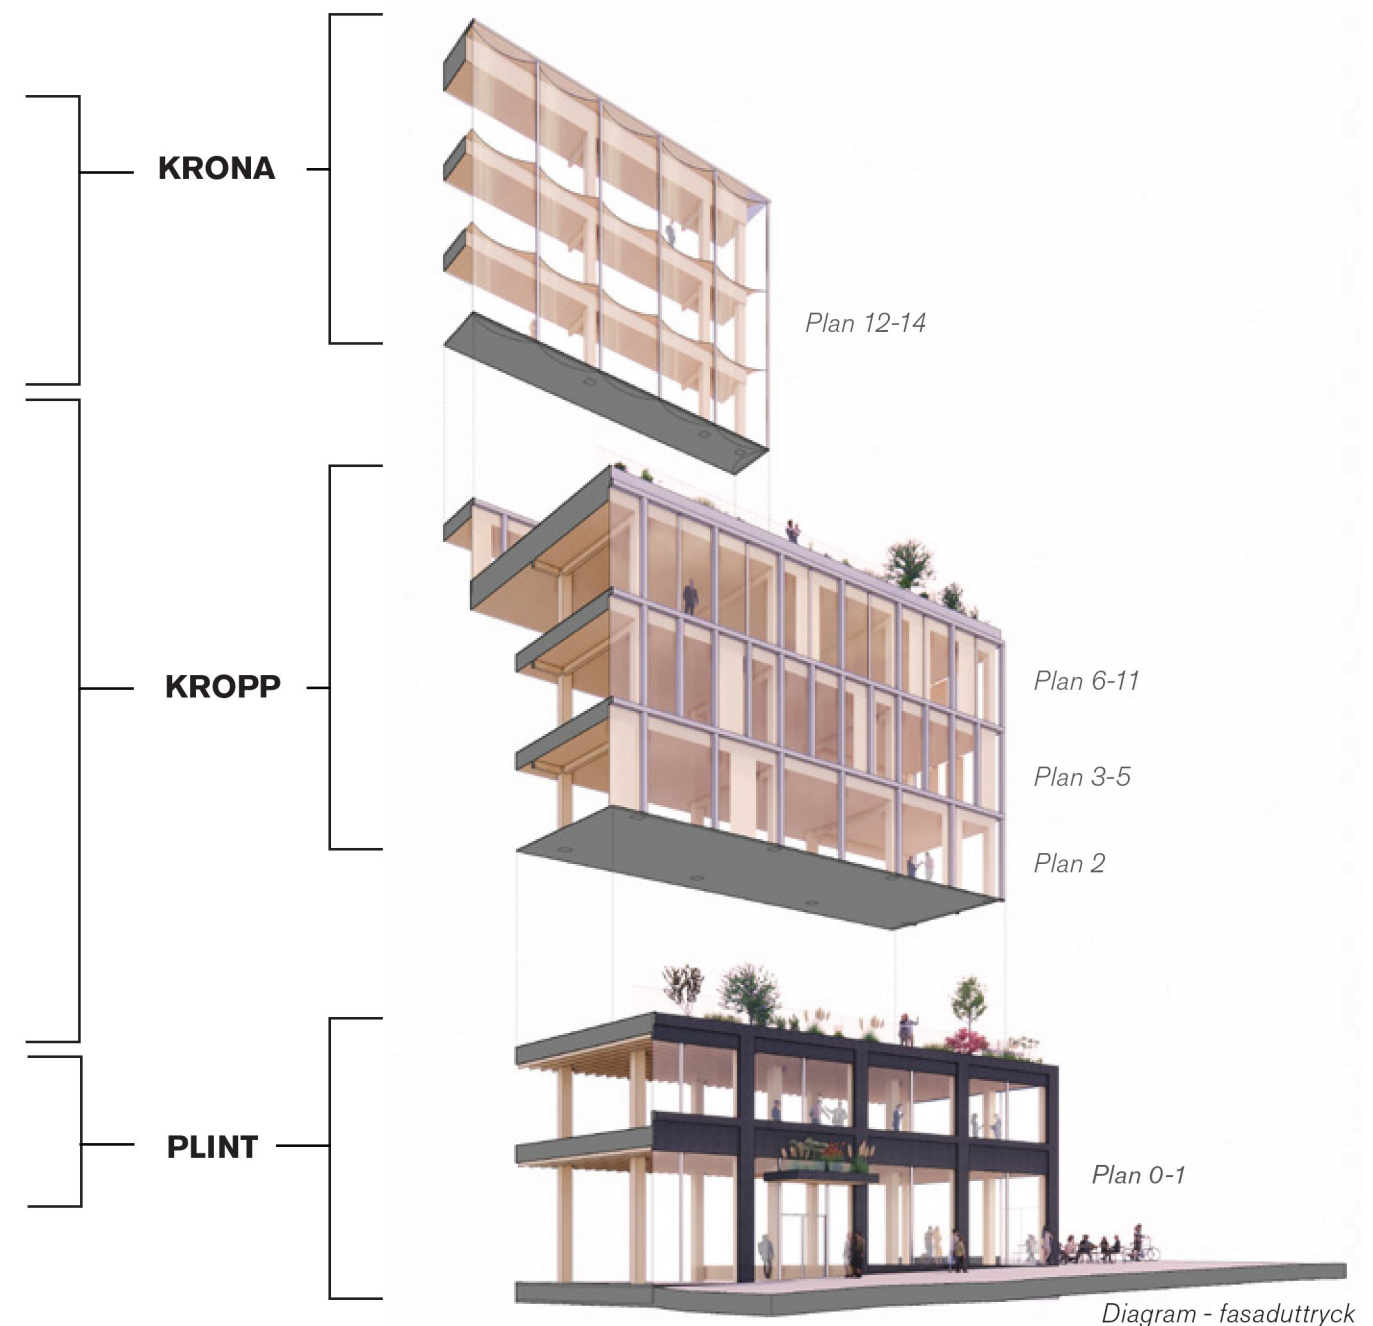 KRONA
Plan 12-14
KROPP
Plan 6-11
Plan 3-5
Plan 2
PLINT
Plan 0-1
Diagram - fasaduttryck